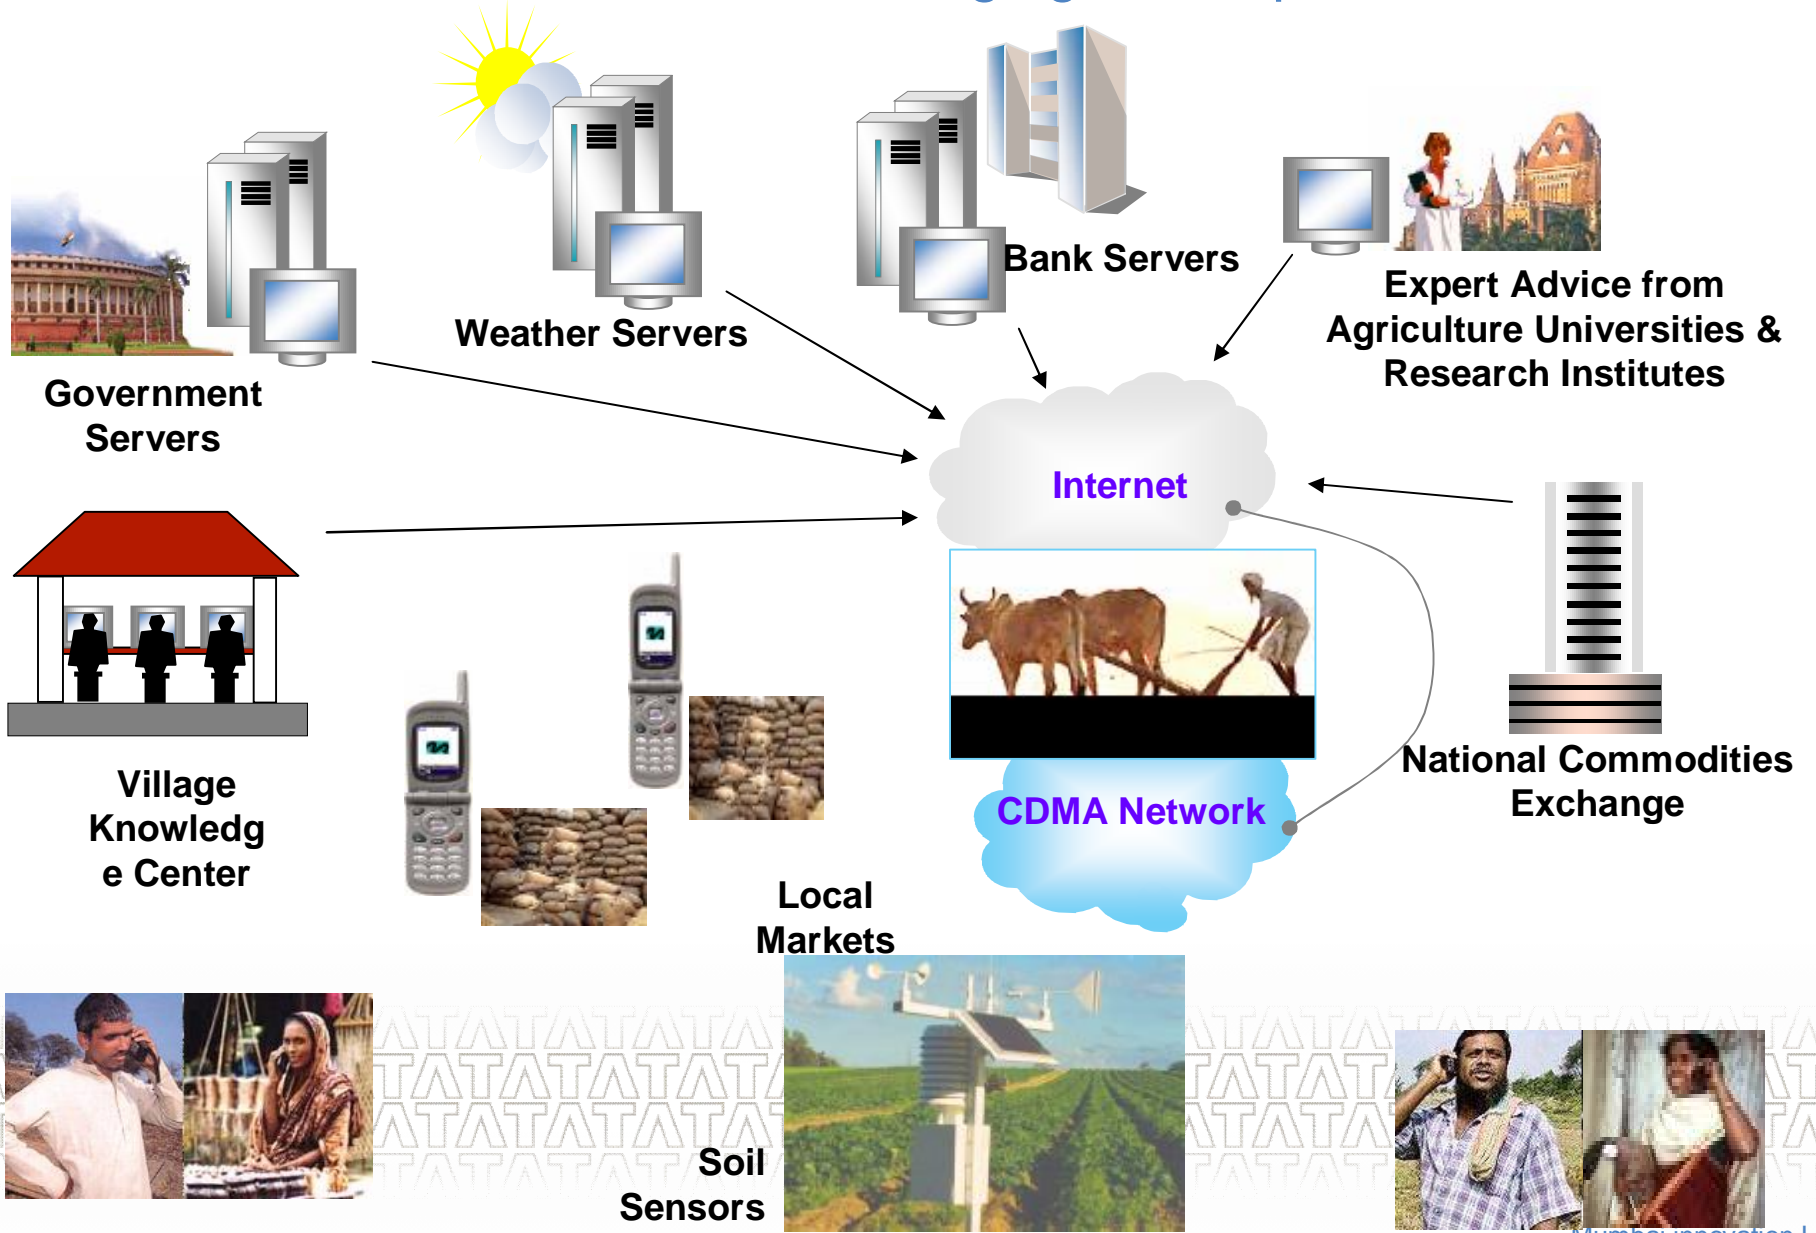 Bank Servers
Weather Servers
Expert Advice from
Agriculture Universities &
Research Institutes
Government
Servers
Internet
National Commodities
Exchange
Village
Knowledg
e Center
CDMA Network
Local
Markets
Soil
Sensors
TATA